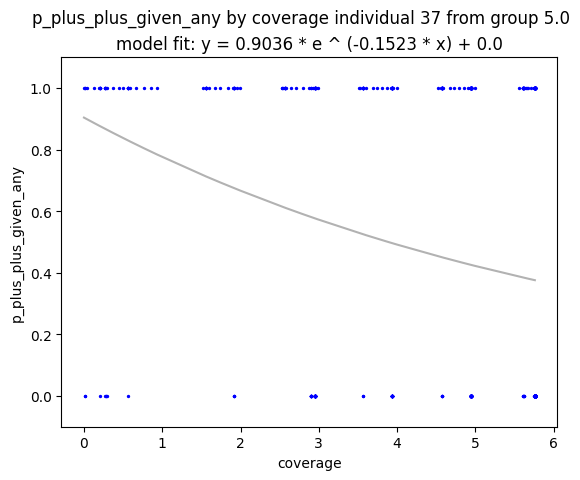 p_plus_plus_given_any by coverage individual 37 from group 5.0
model fit: y = 0.9036 * e ^ (-0.1523 * x) + 0.0
p_plus_plus_given_any
1.0
0.8
0.6
0.4
0.2
0.0
0 1 2 3 4 5 6
coverage